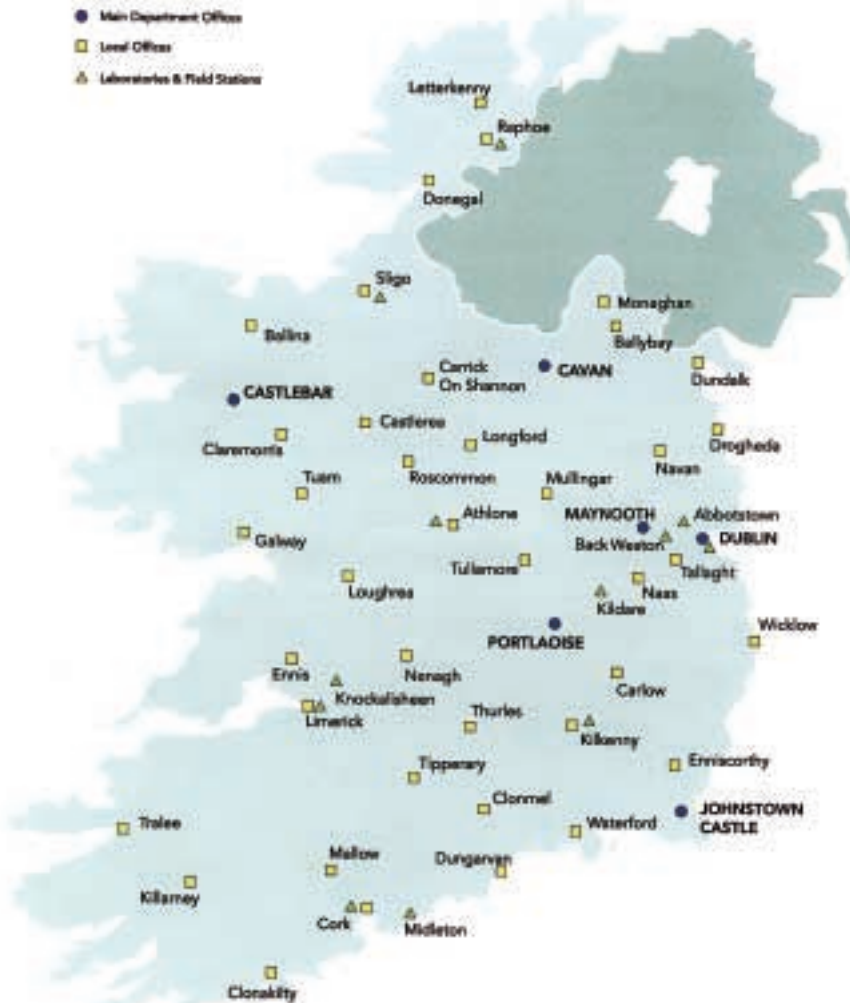 Main Department Offices
Local Offices
Laboratories & Field Stations
Letterkenny
Raphoe
Donegal
Sligo
Monaghan
Ballina
Ballybay
Carrick
On Shannon
CAVAN
Dundalk
CASTLEBAR
Castlerea
Claremorris
Longford
Drogheda
Roscommon
Navan
Tuam
Mullingar
Athlone
MAYNOOTH
Abbotstown
Galway
Back Weston
DUBLIN
Tullamore
Tallaght
Loughrea
Naas
Kildare
Wicklow
PORTLAOISE
Ennis
Nenagh
Carlow
Knockalisheen
Limerick
Thurles
Kilkenny
Enniscorthy
Tipperary
Clonmel
JOHNSTOWN
CASTLE
Tralee
Waterford
Mallow
Dungarvan
Killarney
Cork
Midleton
Clonakilty